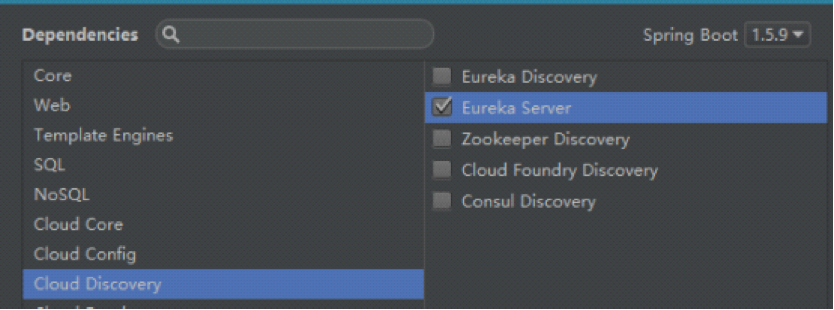 Dependencies
Spring Boot 1.5.9
Core
Web
Template Engines
SQL
NoSQL
Cloud Core
Cloud Config
Cloud Discovery
Eureka Discovery
Eureka Server
Zookeeper Discovery
Cloud Foundry Discovery
Consul Discovery